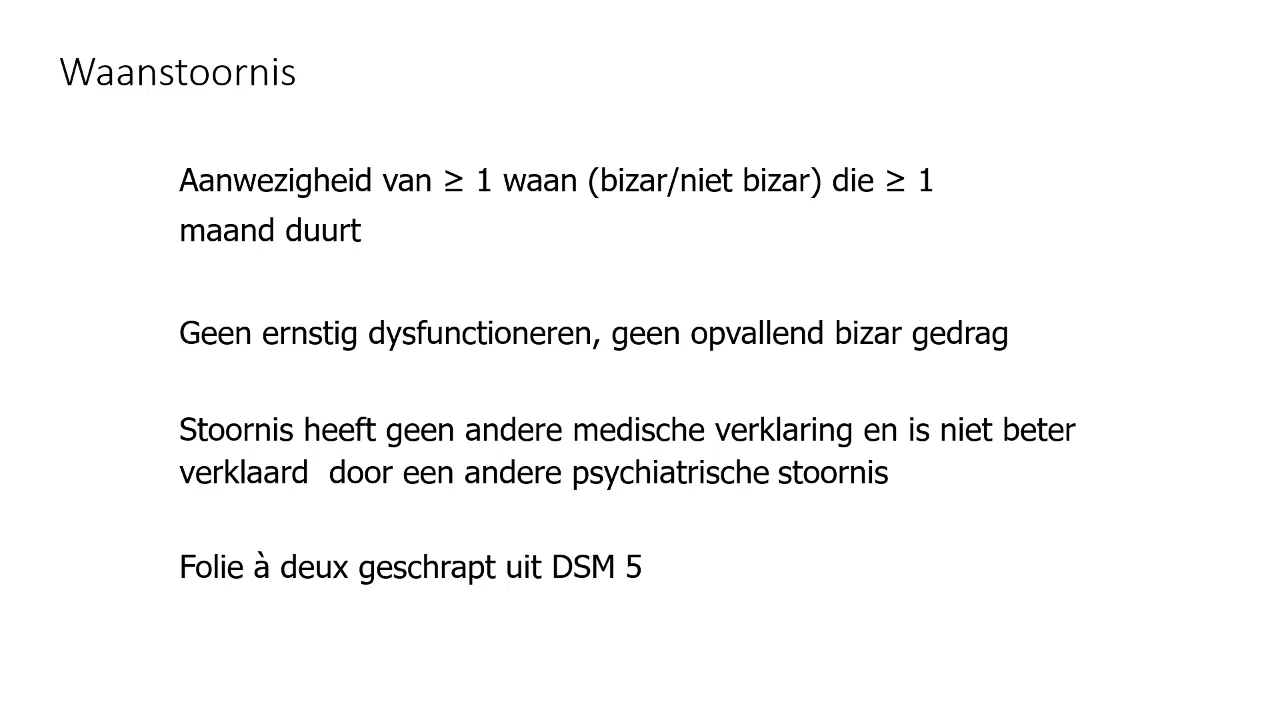 Waanstoornis
Aanwezigheid van ≥ 1 waan (bizar/niet bizar) die ≥ 1
maand duurt
Geen ernstig dysfunctioneren, geen opvallend bizar gedrag
Stoornis heeft geen andere medische verklaring en is niet beter
verklaard  door een andere psychiatrische stoornis
Folie à deux geschrapt uit DSM 5